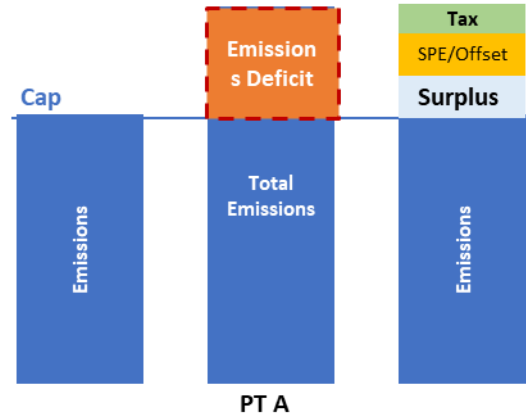 Tax
Emission
s Deficit
SPE/Offset
Cap
Surplus
Emissions
Total
Emissions
Emissions
PT A